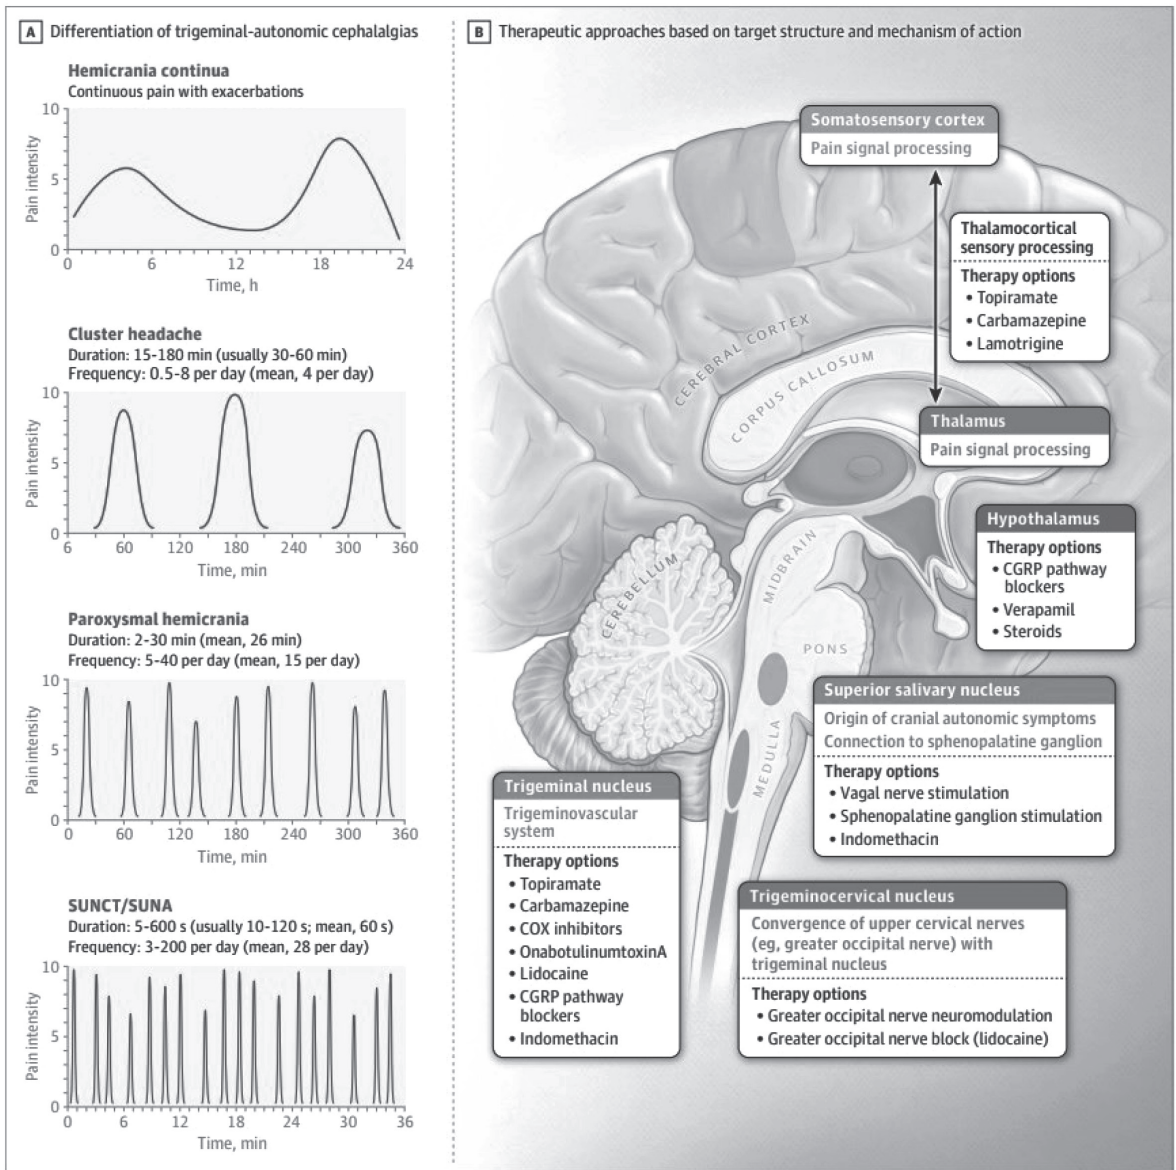 A Differentiation of trigeminal-autonomic cephalalgias
Hemicrania continua
Continuous pain with exacerbations
10
5
0
Pain intensity
0 6 12 18 24
Time, h
Cluster headache
Duration: 15-180 min (usually 30-60 min)
Frequency: 0.5-8 per day (mean, 4 per day)
10
5
0
Pain intensity
6 60 120 180 240 300 360
Time, min
Paroxysmal hemicrania
Duration: 2-30 min (mean, 26 min)
Frequency: 5-40 per day (mean, 15 per day)
10
5
0
Pain intensity
0 60 120 180 240 300 360
Time, min
SUNCT/SUNA
Duration: 5-600 s (usually 10-120 s; mean, 60 s)
Frequency: 3-200 per day (mean, 28 per day)
10
5
0
Pain intensity
0 6 12 18 24 30 36
Time, min
B Therapeutic approaches based on target structure and mechanism of action
Somatosensory cortex
Pain signal processing
Thalamocortical
sensory processing
Therapy options
• Topiramate
• Carbamazepine
• Lamotrigine
CEREBRAL CORTEX
CORPUS CALLOSUM
Thalamus
Pain signal processing
Hypothalamus
Therapy options
• CGRP pathway
blockers
• Verapamil
• Steroids
CEREBELLUM
MIDBRAIN
PONS
MEDULLA
Superior salivary nucleus
Origin of cranial autonomic symptoms
Connection to sphenopalatine ganglion
Therapy options
• Vagal nerve stimulation
• Sphenopalatine ganglion stimulation
• Indomethacin
Trigeminal nucleus
Trigeminovascular
system
Therapy options
• Topiramate
• Carbamazepine
• COX inhibitors
• OnabotulinumtoxinA
• Lidocaine
• CGRP pathway
blockers
• Indomethacin
Trigeminocervical nucleus
Convergence of upper cervical nerves
(eg, greater occipital nerve) with
trigeminal nucleus
Therapy options
• Greater occipital nerve neuromodulation
• Greater occipital nerve block (lidocaine)